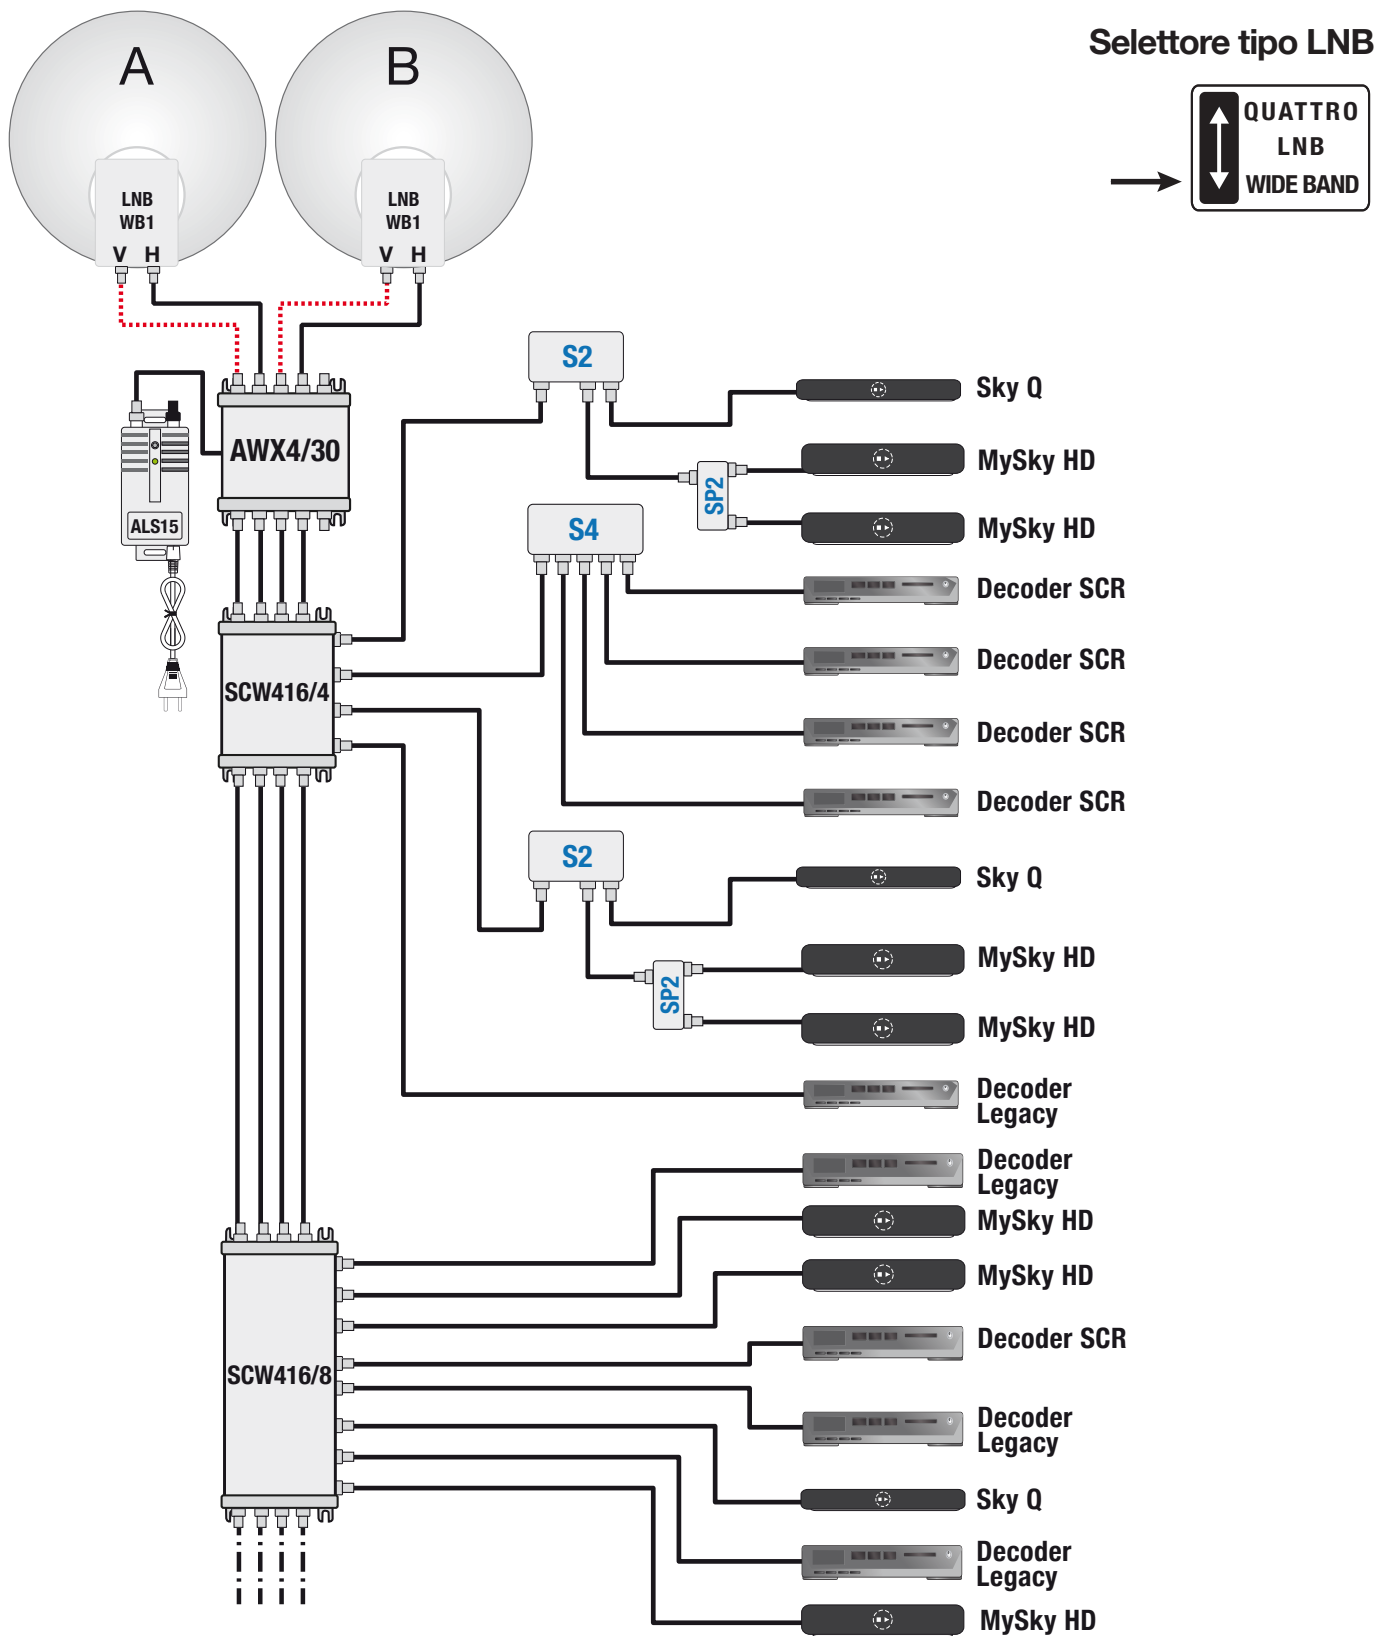 A
B
Selettore tipo LNB
QUATTRO
LNB
WIDE BAND
LNB
WB1
V H
LNB
WB1
V H
S2
Sky Q
AWX4/30
MySky HD
SP2
ALS15
S4
MySky HD
Decoder SCR
Decoder SCR
SCW416/4
Decoder SCR
Decoder SCR
S2
Sky Q
MySky HD
SP2
MySky HD
Decoder
Legacy
Decoder
Legacy
MySky HD
MySky HD
Decoder SCR
SCW416/8
Decoder
Legacy
Sky Q
Decoder
Legacy
MySky HD